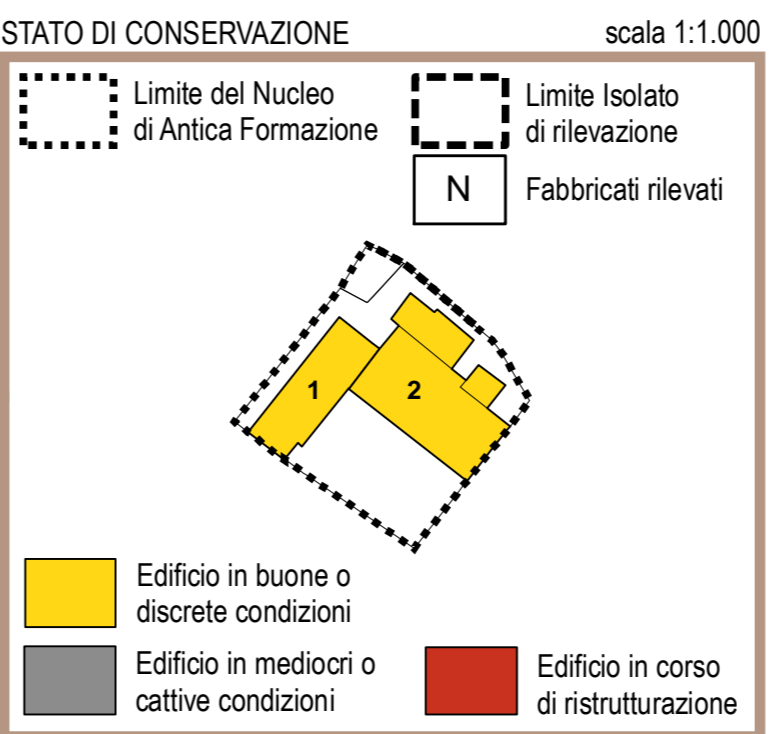 STATO DI CONSERVAZIONE scala 1:1.000
Limite del Nucleo
di Antica Formazione
Limite Isolato
di rilevazione
N Fabbricati rilevati
1
2
Edificio in buone o
discrete condizioni
Edificio in mediocri o
cattive condizioni
Edificio in corso
di ristrutturazione